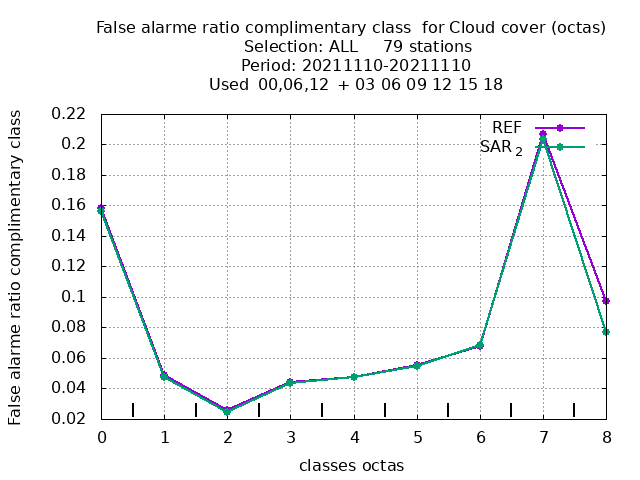 False alarme ratio complimentary class  for Cloud cover (octas)
Selection: ALL     79 stations
Period: 20211110-20211110
Used  00,06,12  + 03 06 09 12 15 18
False alarme ratio complimentary class
0.22
0.2
0.18
0.16
0.14
0.12
0.1
0.08
0.06
0.04
0.02
REF
SAR 2
0 1 2 3 4 5 6 7 8
classes octas